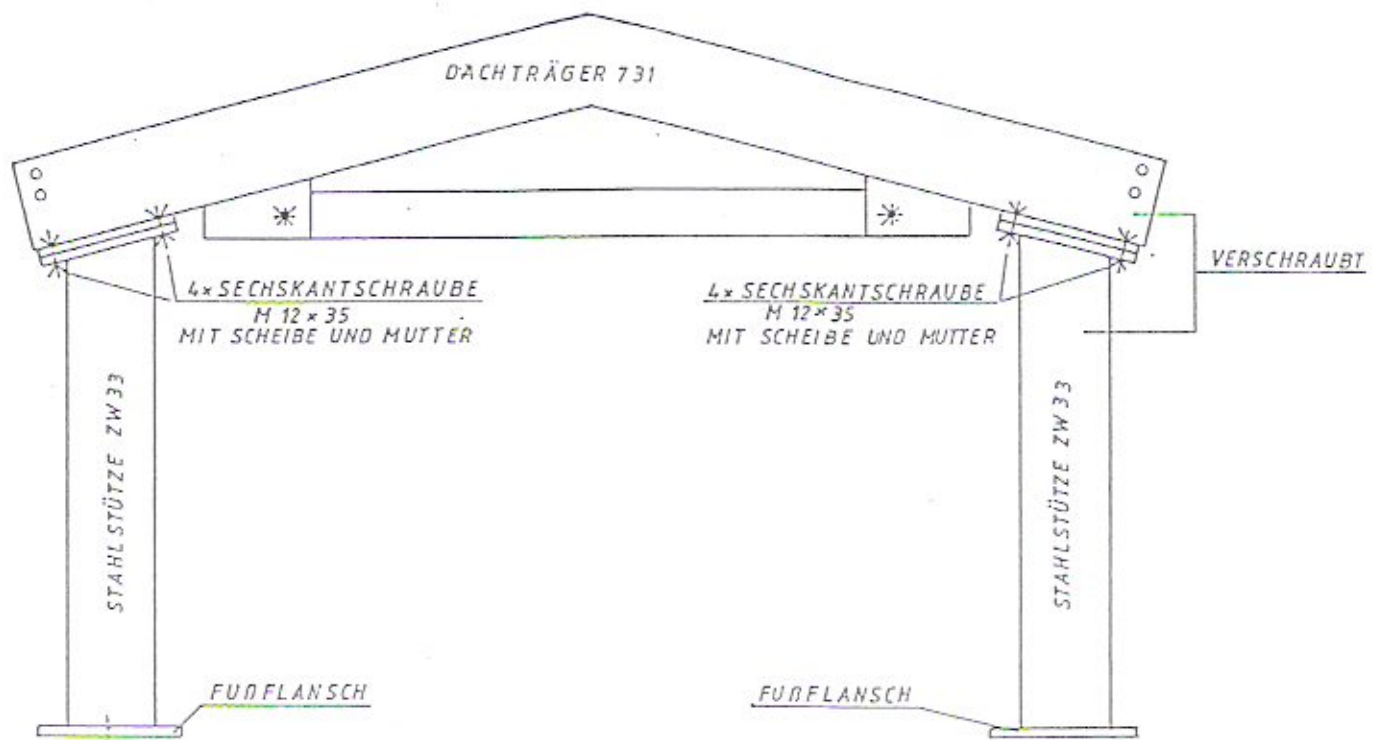 DACHTRÄGER 731
VERSCHRAUBT
4x SECHSKANTSCHRAUBE
M 12 x 35
MIT SCHEIBE UND MUTTER
4x SECHSKANTSCHRAUBE
M 12 x 35
MIT SCHEIBE UND MUTTER
STAHLSTÜTZE ZW 33
STAHLSTÜTZE ZW 33
FUßFLANSCH
FUßFLANSCH